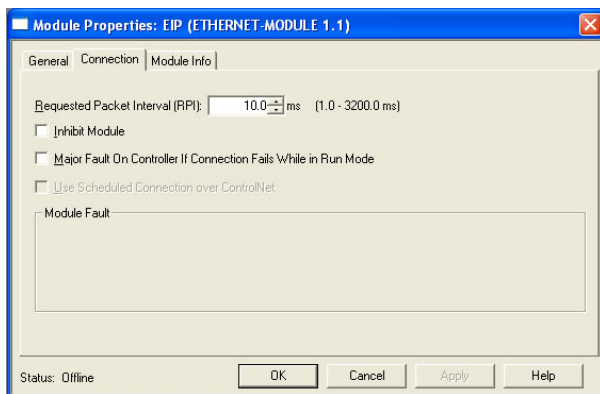 Module Properties: EIP (ETHERNET-MODULE 1.1)
General Connection Module Info
Requested Packet Interval (RPI): 10.0 ms (1.0 - 3200.0 ms)
Inhibit Module
Major Fault On Controller If Connection Fails While in Run Mode
Use Scheduled Connection over ControlNet
Module Fault
Status: Offline OK Cancel Apply Help